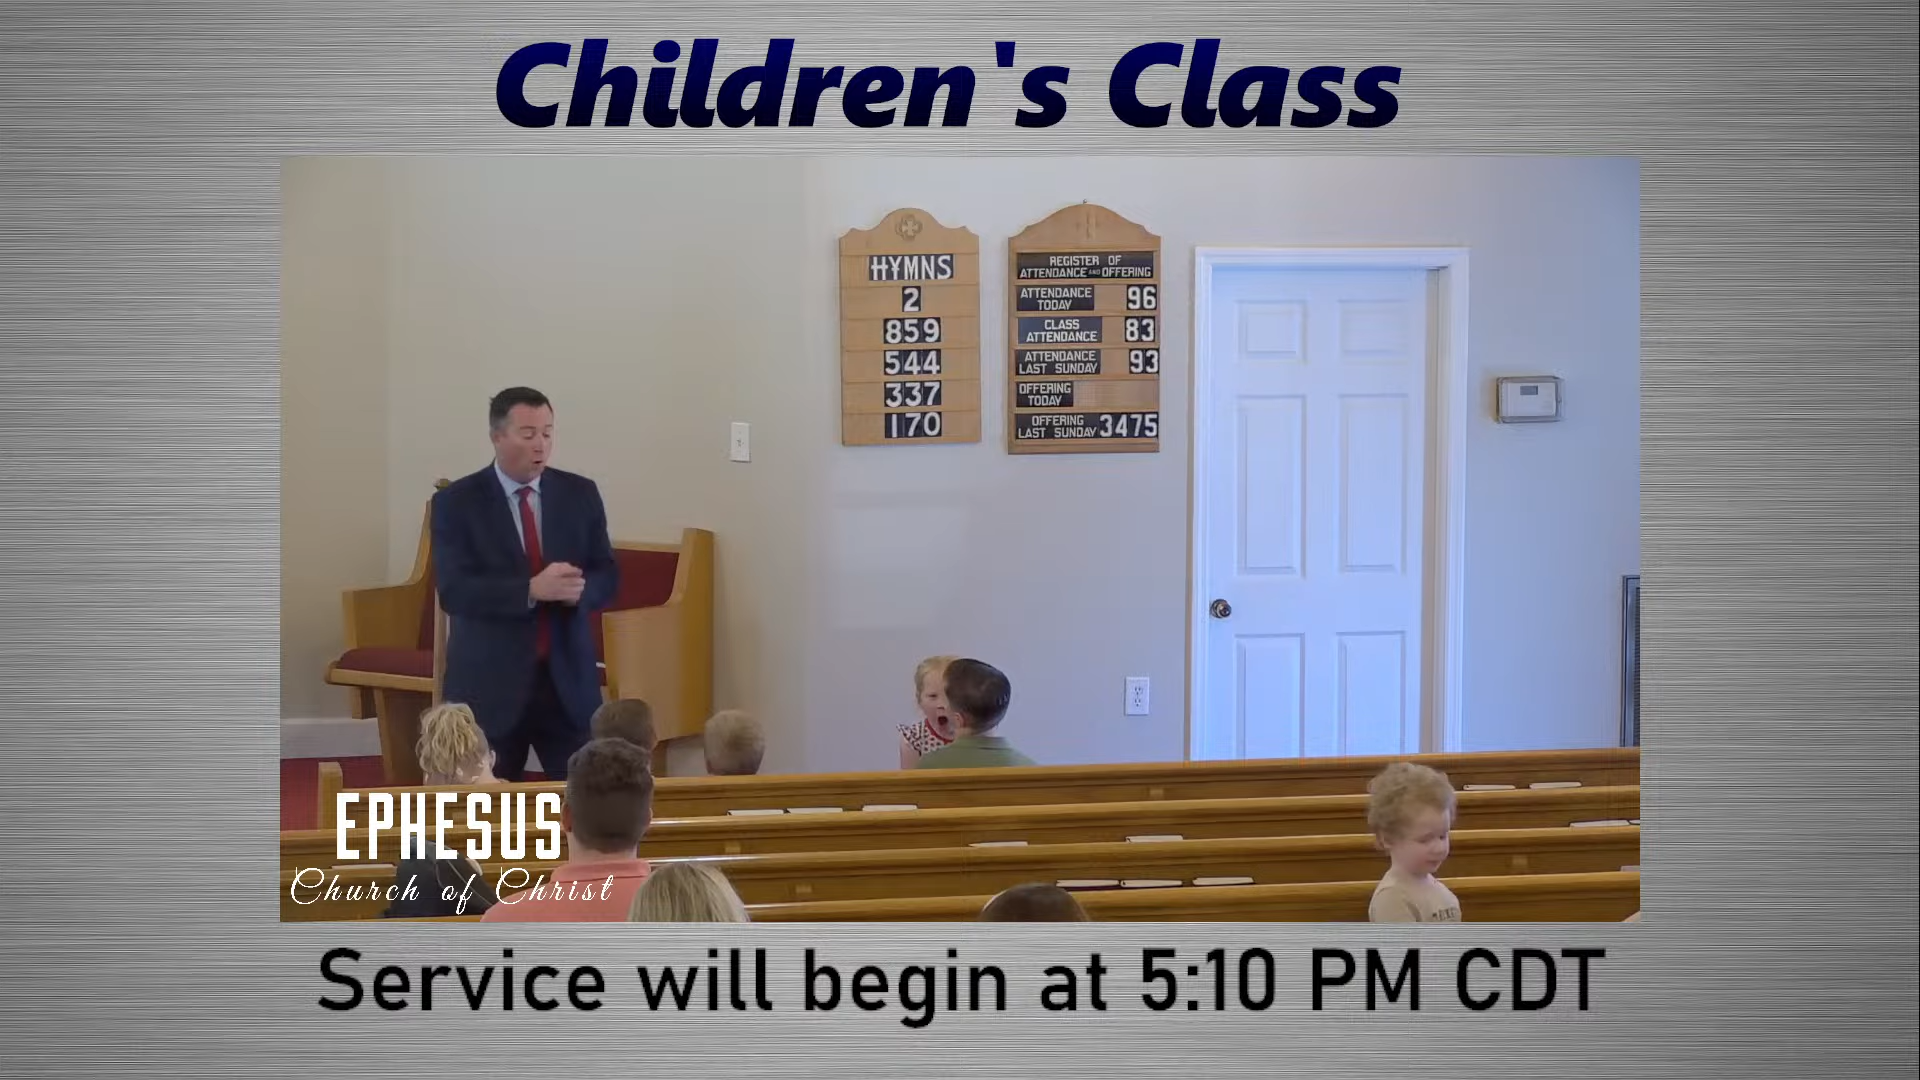 Children's Class
HYMNS
2
859
544
337
170
REGISTER OF
ATTENDANCE AND OFFERING
ATTENDANCE
TODAY 96
CLASS
ATTENDANCE 83
ATTENDANCE
LAST SUNDAY 93
OFFERING
TODAY
OFFERING
LAST SUNDAY 3475
EPHESUS
Church of Christ
Service will begin at 5:10 PM CDT